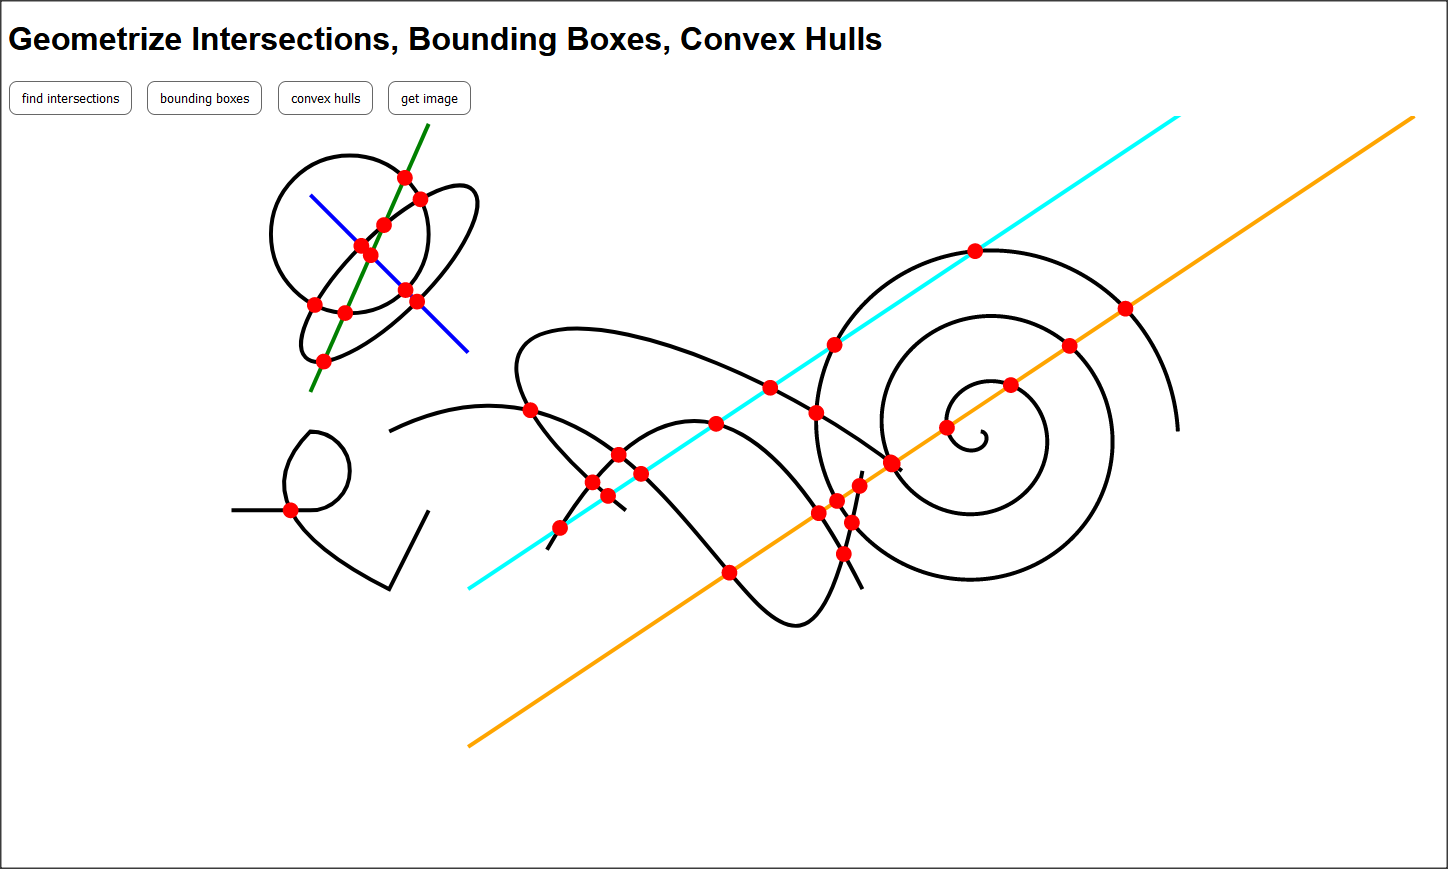 Geometrize Intersections, Bounding Boxes, Convex Hulls
find intersections bounding boxes convex hulls get image